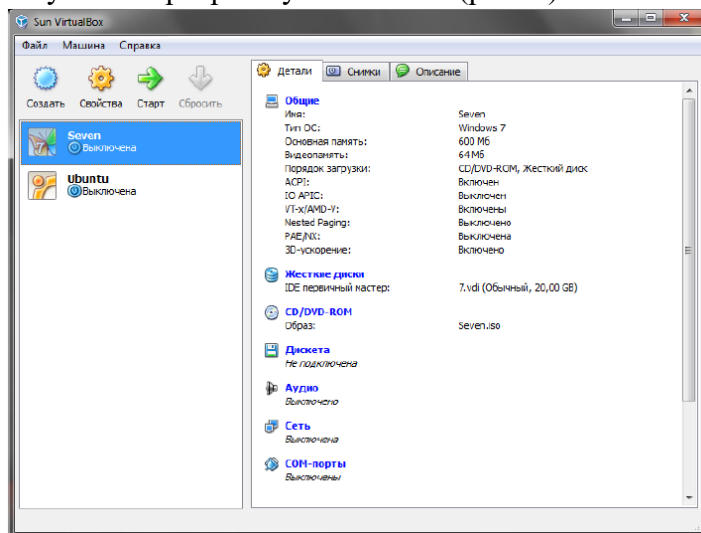 Sun VirtualBox
Файл Машина Справка
Создать Свойства Старт Сбросить
Seven
Выключена
Ubuntu
Выключена
Детали Снимки Описание
Общие
Имя: Seven
Тип ОС: Windows 7
Основная память: 600 Мб
Видеопамять: 64 Мб
Порядок загрузки: CD/DVD-ROM, Жесткий диск
ACPI: Включен
IO APIC: Выключен
VT-x/AMD-V: Включены
Nested Paging: Выключено
PAE/NX: Выключена
3D-ускорение: Включено
Жесткие диски
IDE первичный мастер: 7.vdi (Обычный, 20,00 GB)
CD/DVD-ROM
Образ: Seven.iso
Дискета
Не подключена
Аудио
Выключено
Сеть
Выключена
COM-порты
Выключены